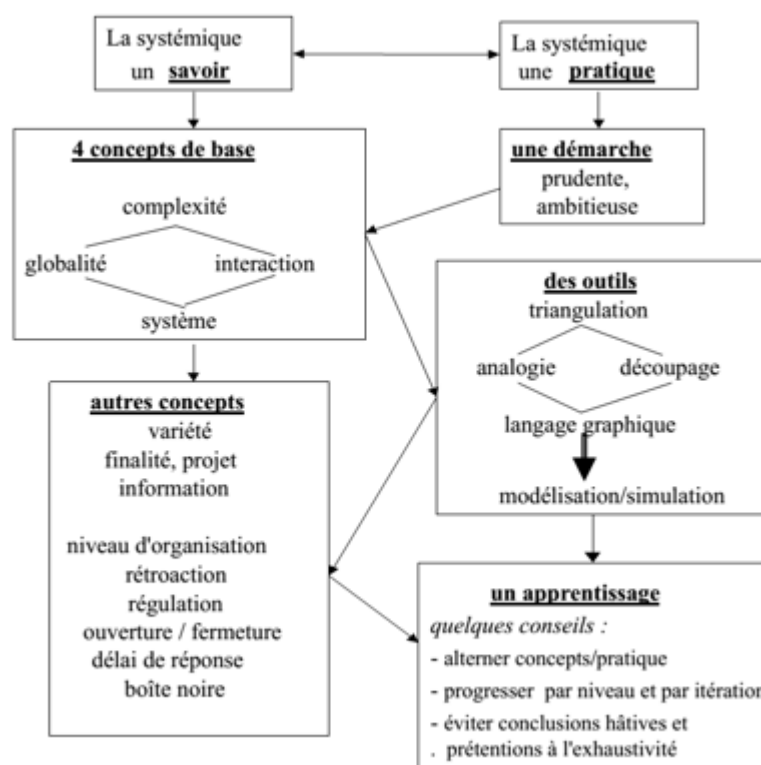 La systémique
un savoir
La systémique
une pratique
4 concepts de base
complexité
globalité
interaction
système
une démarche
prudente,
ambitieuse
des outils
triangulation
analogie
découpage
langage graphique
modélisation/simulation
autres concepts
variété
finalité, projet
information
niveau d'organisation
rétroaction
régulation
ouverture / fermeture
délai de réponse
boîte noire
un apprentissage
quelques conseils :
- alterner concepts/pratique
- progresser par niveau et par itération
- éviter conclusions hâtives et
. prétentions à l'exhaustivité